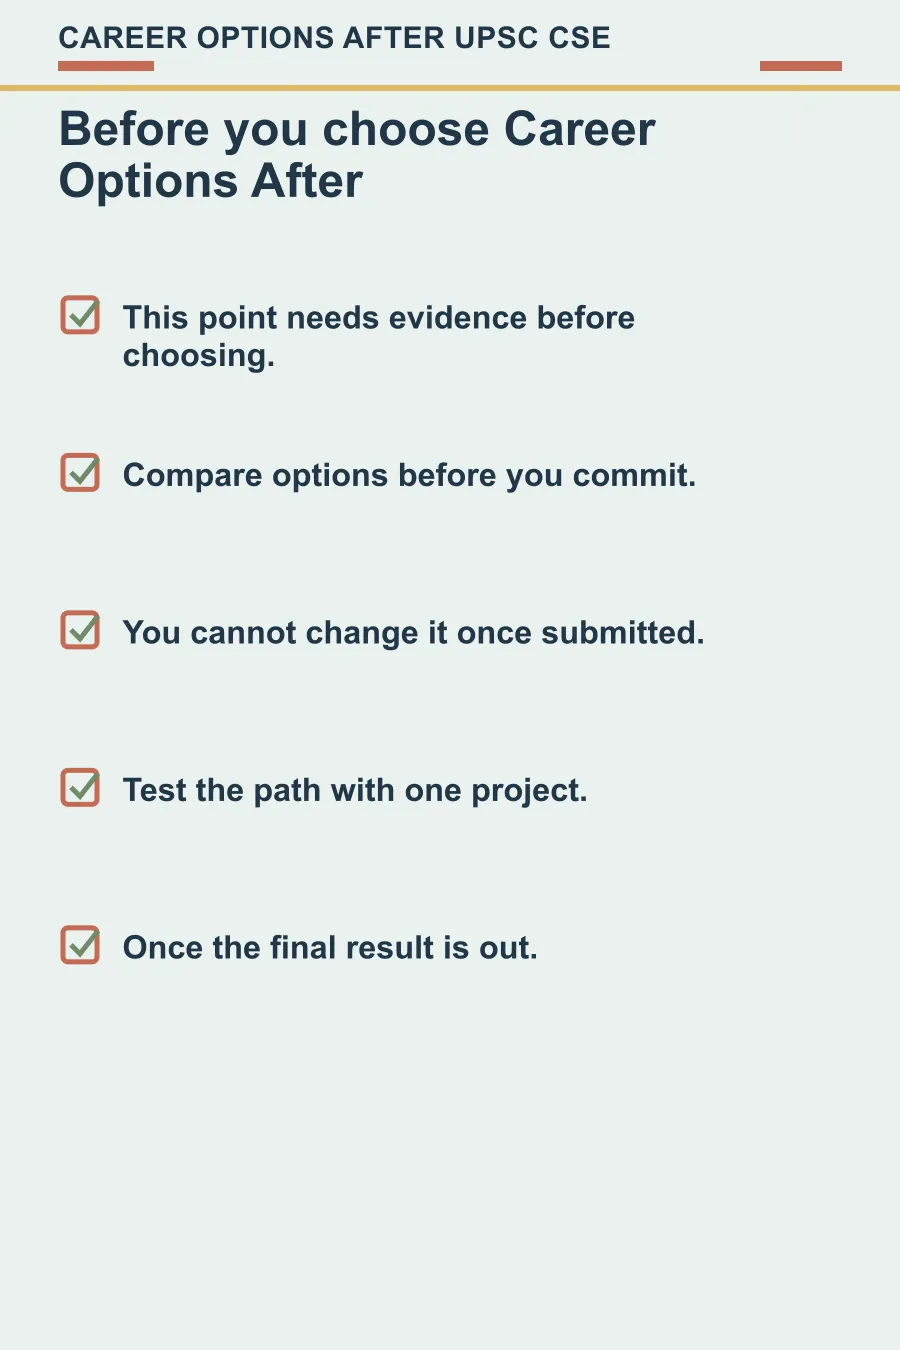 CAREER OPTIONS AFTER UPSC CSE
Before you choose Career
Options After
This point needs evidence before
choosing.
Compare options before you commit.
You cannot change it once submitted.
Test the path with one project.
Once the final result is out.